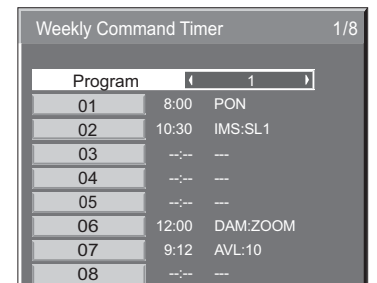 Weekly Command Timer 1/8
Program 1
01 8:00 PON
02 10:30 IMS:SL1
03 --:-- ---
04 --:-- ---
05 --:-- ---
06 12:00 DAM:ZOOM
07 9:12 AVL:10
08 --:-- ---